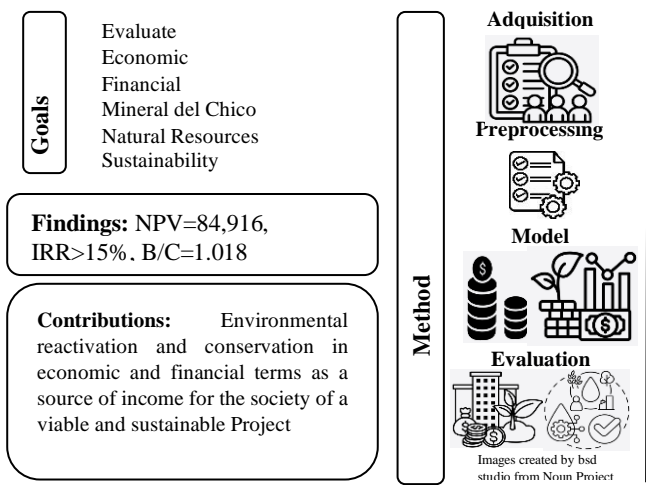 Goals
Evaluate
Economic
Financial
Mineral del Chico
Natural Resources
Sustainability
Findings: NPV=84,916,
IRR>15%, B/C=1.018
Contributions: Environmental
reactivation and conservation in
economic and financial terms as a
source of income for the society of a
viable and sustainable Project
Method
Adquisition
Preprocessing
Model
Evaluation
Images created by bsd
studio from Noun Project